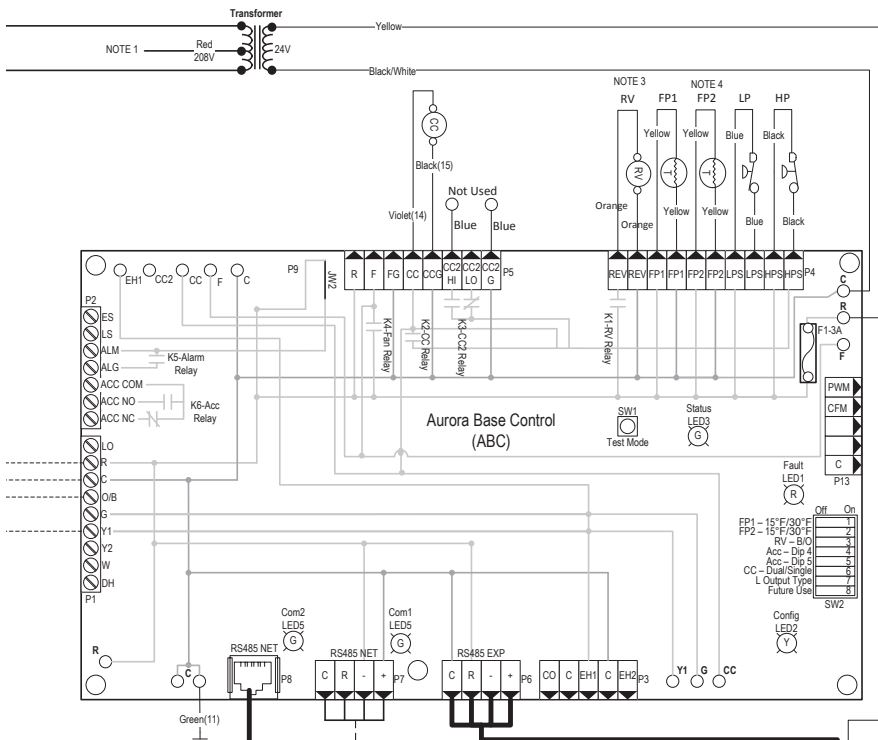 Transformer
Yellow
NOTE 1
Red
208V
24V
Black/White
NOTE 3
NOTE 4
RV
FP1
FP2
LP
HP
CC
Yellow
Yellow
Blue
Black
Black(15)
RV
T
T
Not Used
Violet(14)
Blue
Blue
Orange
Orange
Yellow
Yellow
Blue
Black
EH1
CC2
CC
F
C
P9
JW2
R
F
FG
CC
CCG
CC2
HI
CC2
LO
CC2
G
P5
REV
REV
FP1
FP1
FP2
FP2
LPS
LPS
HPS
HPS
P4
C
R
F1-3A
F
P2
ES
LS
ALM
ALG
ACC COM
ACC NO
ACC NC
K5-Alarm
Relay
K6-Acc
Relay
K4-Fan Relay
K2-CC Relay
K3-CC2 Relay
K1-RV Relay
Aurora Base Control
(ABC)
SW1
Test Mode
Status
LED3
G
PWM
CFM
C
P13
LO
R
C
O/B
G
Y1
Y2
W
DH
P1
Fault
LED1
R
Off
On
FP1 – 15°F/30°F
1
FP2 – 15°F/30°F
2
RV – B/O
3
Acc – Dip 4
4
Acc – Dip 5
5
CC – Dual/Single
6
L Output Type
7
Future Use
8
SW2
Config
LED2
Y
Com2
LED5
G
Com1
LED5
G
R
C
RS485 NET
P8
RS485 NET
C
R
-
+
P7
RS485 EXP
C
R
-
+
P6
CO
C
EH1
C
EH2
P3
Y1
G
CC
Green(11)